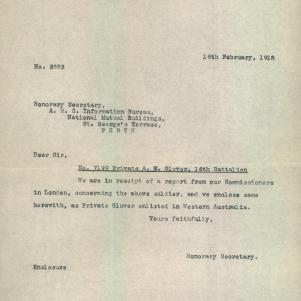 16th February, 1918
No. 2553
Honorary Secretary,
A. R. C. Information Bureau,
National Mutual Buildings,
St. George's Terrace,
P E R T H
Dear Sir,
No. 7199 Private A. M. Glover, 16th Battalion
We are in receipt of a report from our Commissioners
in London, concerning the above soldier, and we enclose same
herewith, as Private Glover enlisted in Western Australia.
Yours faithfully,
Honorary Secretary.
Enclosure